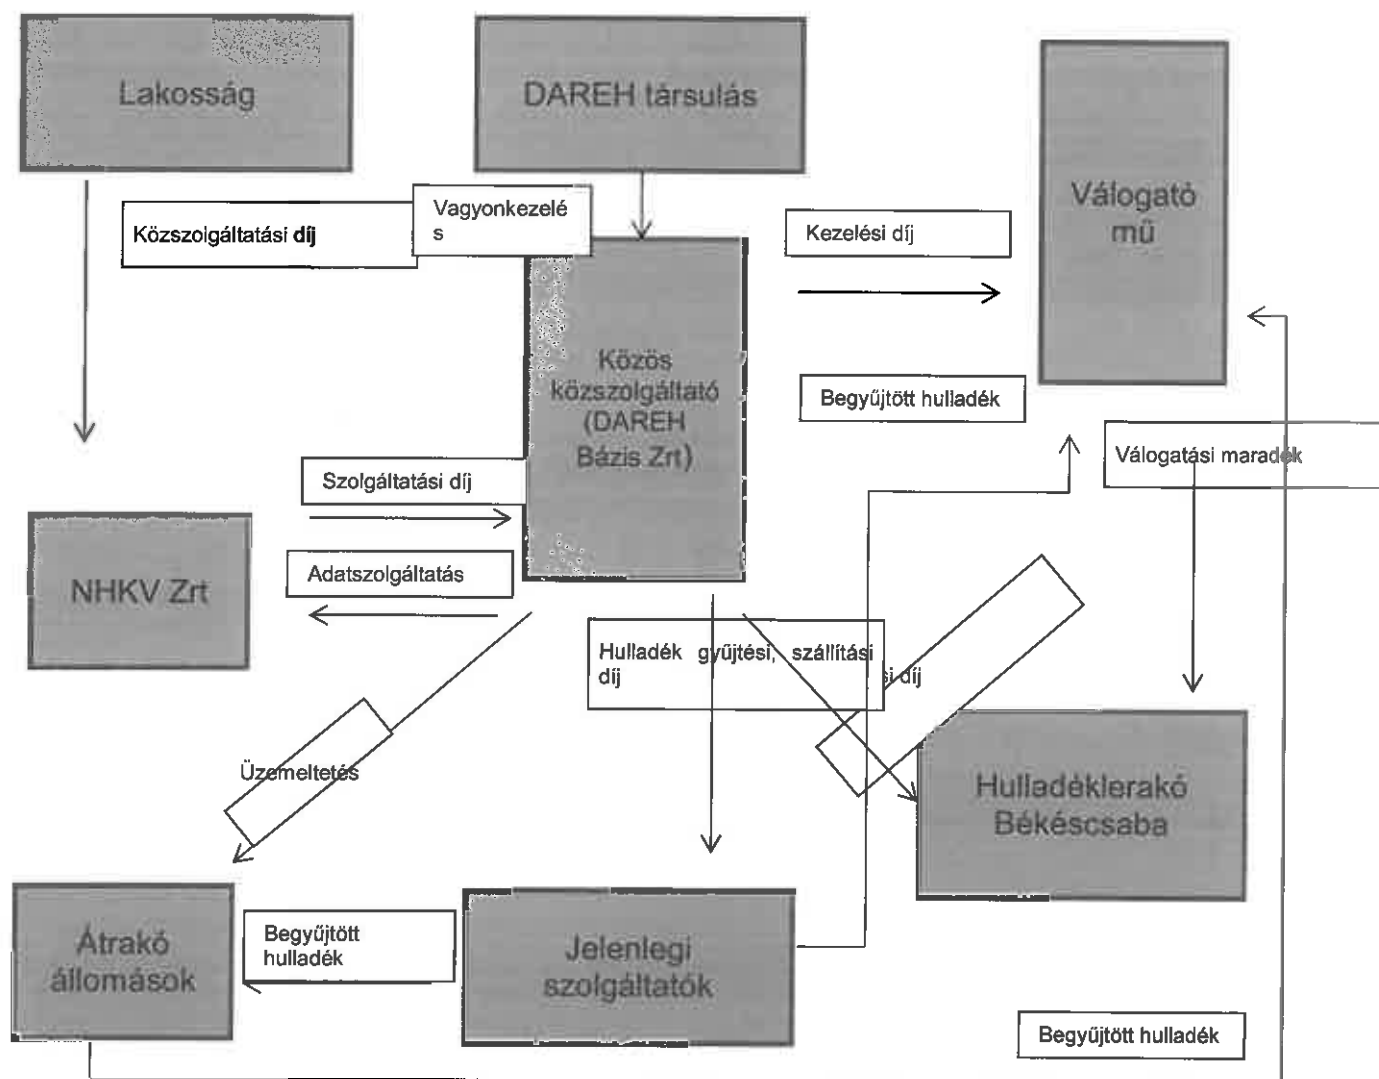 Lakosság
DAREH társulás
Válogató
mű
Közszolgáltatási díj
Vagyonkezelé
s
Kezelési díj
Közös
közszolgáltató
(DAREH
Bázis Zrt)
Begyűjtött hulladék
Válogatási maradék
Szolgáltatási díj
NHKV Zrt
Adatszolgáltatás
Hulladék gyűjtési, szállítási
díj
si díj
Üzemeltetés
Hulladéklerakó
Békéscsaba
Átrakó
állomások
Begyűjtött
hulladék
Jelenlegi
szolgáltatók
Begyűjtött hulladék